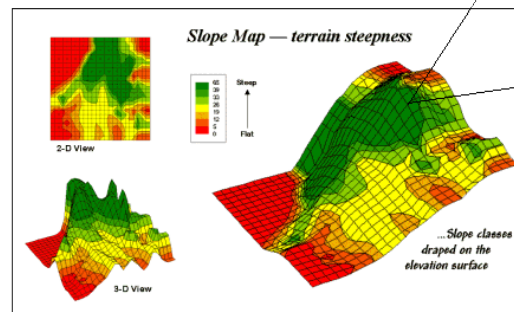 Slope Map — terrain steepness
65
39
33
26
19
12
5
0
Steep
Flat
2-D View
3-D View
...Slope classes
draped on the
elevation surface